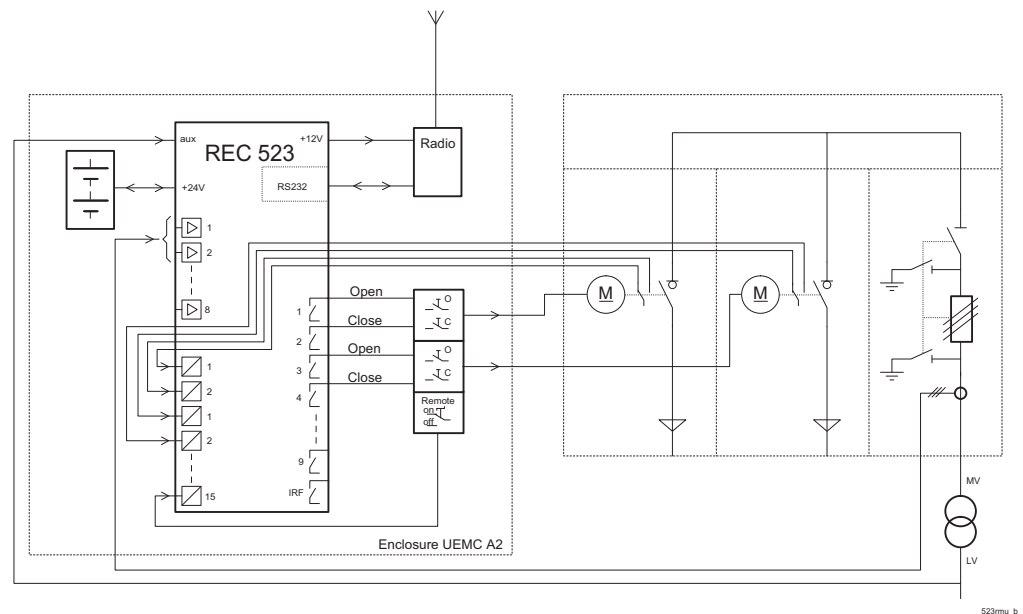 aux
+12V
REC 523
Radio
+24V
RS232
1
2
8
Open
1
Close
2
Open
3
Close
4
O
C
O
C
Remote
on
off
M
M
1
2
1
2
15
9
IRF
Enclosure UEMC A2
MV
LV
523rmu_b